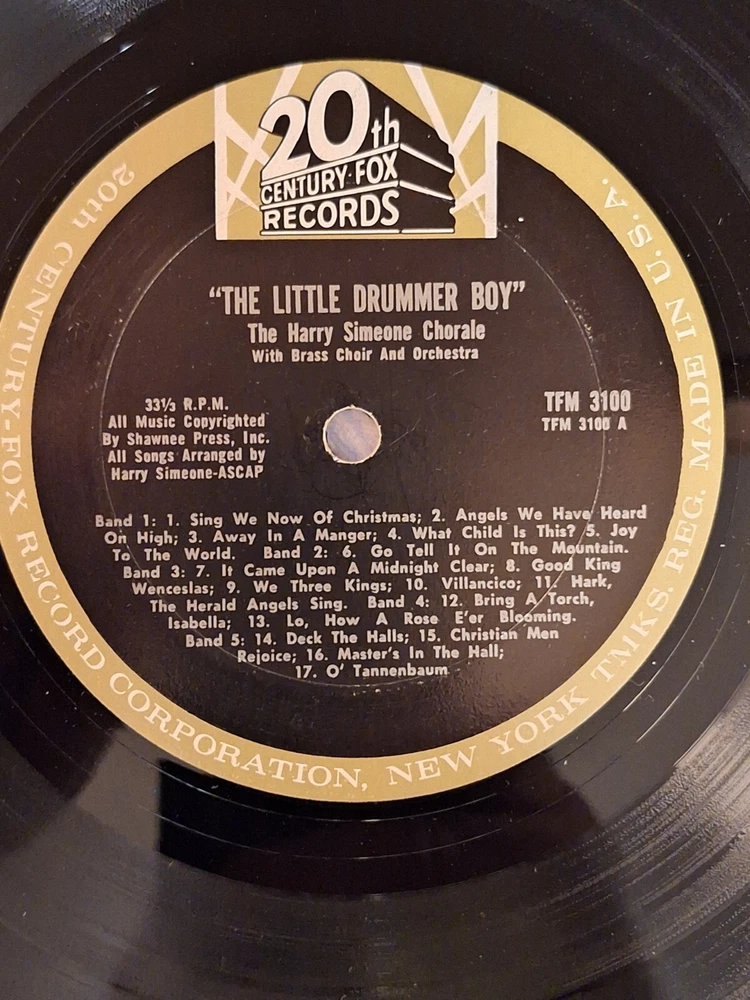 20th
CENTURY-FOX
RECORDS
"THE LITTLE DRUMMER BOY"
The Harry Simeone Chorale
With Brass Choir And Orchestra
33⅓ R.P.M.
All Music Copyrighted
By Shawnee Press, Inc.
All Songs Arranged by
Harry Simeone-ASCAP
TFM 3100
TFM 3100 A
Band 1: 1. Sing We Now Of Christmas; 2. Angels We Have Heard
On High; 3. Away In A Manger; 4. What Child Is This? 5. Joy
To The World. Band 2: 6. Go Tell It On The Mountain.
Band 3: 7. It Came Upon A Midnight Clear; 8. Good King
Wenceslas; 9. We Three Kings; 10. Villancico; 11. Hark,
The Herald Angels Sing. Band 4: 12. Bring A Torch,
Isabella; 13. Lo, How A Rose E'er Blooming.
Band 5: 14. Deck The Halls; 15. Christian Men
Rejoice; 16. Master's In The Hall;
17. O' Tannenbaum
20th CENTURY-FOX RECORD CORPORATION, NEW YORK TMKS. REG. MADE IN U.S.A.